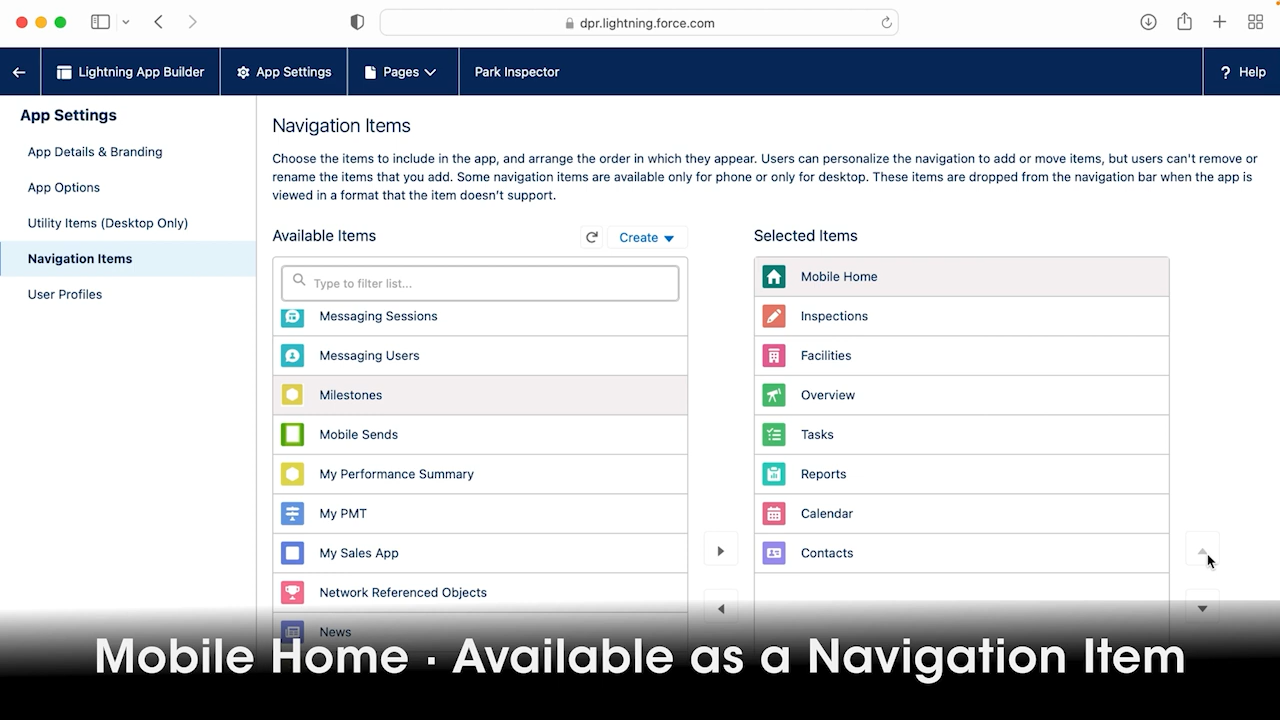 dpr.lightning.force.com
Lightning App Builder
App Settings
Pages
Park Inspector
? Help
App Settings
App Details & Branding
App Options
Utility Items (Desktop Only)
Navigation Items
User Profiles
Navigation Items
Choose the items to include in the app, and arrange the order in which they appear. Users can personalize the navigation to add or move items, but users can't remove or
rename the items that you add. Some navigation items are available only for phone or only for desktop. These items are dropped from the navigation bar when the app is
viewed in a format that the item doesn't support.
Available Items
Create
Type to filter list...
Messaging Sessions
Messaging Users
Milestones
Mobile Sends
My Performance Summary
My PMT
My Sales App
Network Referenced Objects
News
Selected Items
Mobile Home
Inspections
Facilities
Overview
Tasks
Reports
Calendar
Contacts
Mobile Home · Available as a Navigation Item